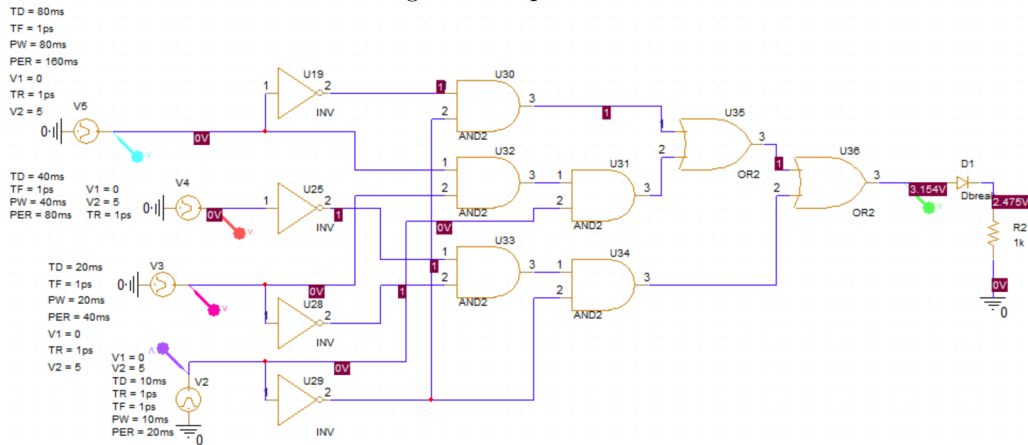 TD = 80ms
TF = 1ps
PW = 80ms
PER = 160ms
V1 = 0
TR = 1ps
V2 = 5
V5
0
0V
1
U19
2
INV
1
1
2
U30
3
AND2
1
1
2
U35
3
OR2
1
1
2
U36
3
OR2
3.154V
D1
Dbreak
2.475V
R2
1k
0V
0
TD = 40ms
TF = 1ps
PW = 40ms
PER = 80ms
V1 = 0
V2 = 5
TR = 1ps
V4
0
0V
1
U25
2
1
INV
1
2
U32
3
AND2
1
2
U31
3
AND2
0V
TD = 20ms
TF = 1ps
PW = 20ms
PER = 40ms
V1 = 0
TR = 1ps
V2 = 5
V3
0
0V
1
U28
2
INV
1
1
1
2
U33
3
AND2
1
2
U34
3
AND2
V1 = 0
V2 = 5
TD = 10ms
TR = 1ps
TF = 1ps
PW = 10ms
PER = 20ms
V2
0
0V
1
U29
2
INV